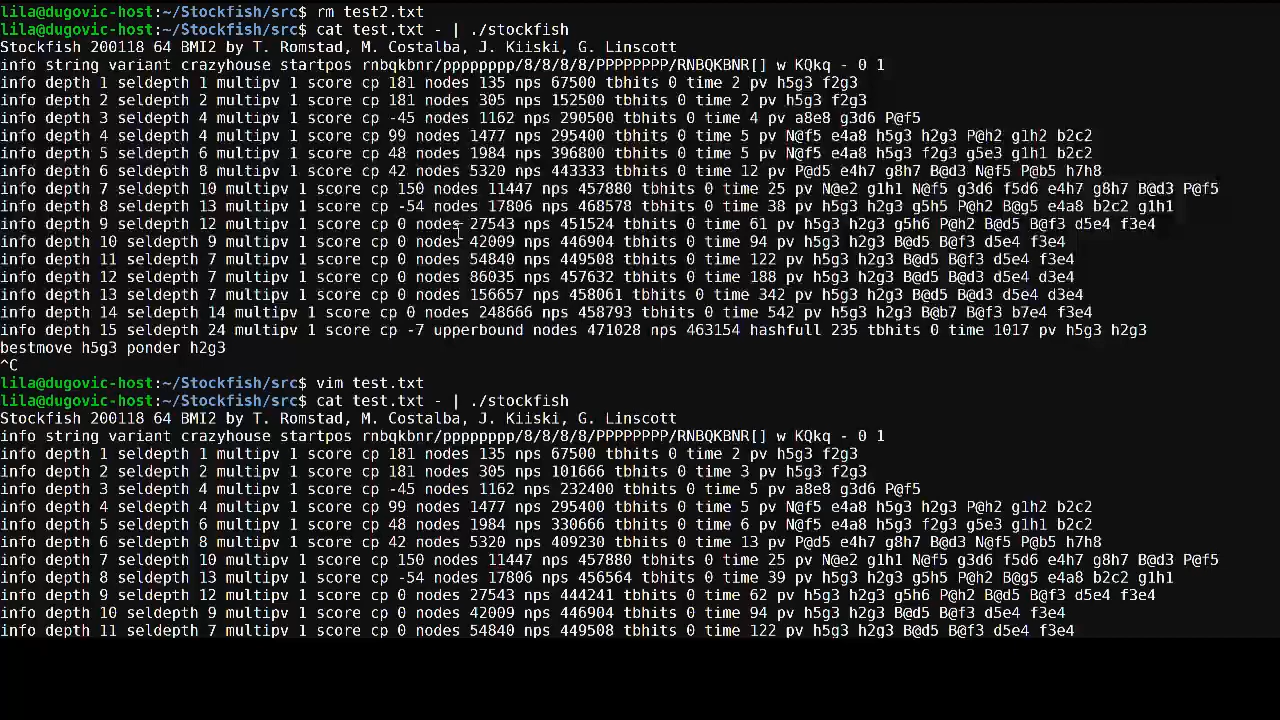 lila@dugovic-host:~/Stockfish/src$ rm test2.txt
lila@dugovic-host:~/Stockfish/src$ cat test.txt - | ./stockfish
Stockfish 200118 64 BMI2 by T. Romstad, M. Costalba, J. Kiiski, G. Linscott
info string variant crazyhouse startpos rnbqkbnr/pppppppp/8/8/8/8/PPPPPPPP/RNBQKBNR[] w KQkq - 0 1
info depth 1 seldepth 1 multipv 1 score cp 181 nodes 135 nps 67500 tbhits 0 time 2 pv h5g3 f2g3
info depth 2 seldepth 2 multipv 1 score cp 181 nodes 305 nps 152500 tbhits 0 time 2 pv h5g3 f2g3
info depth 3 seldepth 4 multipv 1 score cp -45 nodes 1162 nps 290500 tbhits 0 time 4 pv a8e8 g3d6 P@f5
info depth 4 seldepth 4 multipv 1 score cp 99 nodes 1477 nps 295400 tbhits 0 time 5 pv N@f5 e4a8 h5g3 h2g3 P@h2 g1h2 b2c2
info depth 5 seldepth 6 multipv 1 score cp 48 nodes 1984 nps 396800 tbhits 0 time 5 pv N@f5 e4a8 h5g3 f2g3 g5e3 g1h1 b2c2
info depth 6 seldepth 8 multipv 1 score cp 42 nodes 5320 nps 443333 tbhits 0 time 12 pv P@d5 e4h7 g8h7 B@d3 N@f5 P@b5 h7h8
info depth 7 seldepth 10 multipv 1 score cp 150 nodes 11447 nps 457880 tbhits 0 time 25 pv N@e2 g1h1 N@f5 g3d6 f5d6 e4h7 g8h7 B@d3 P@f5
info depth 8 seldepth 13 multipv 1 score cp -54 nodes 17806 nps 468578 tbhits 0 time 38 pv h5g3 h2g3 g5h5 P@h2 B@g5 e4a8 b2c2 g1h1
info depth 9 seldepth 12 multipv 1 score cp 0 nodes 27543 nps 451524 tbhits 0 time 61 pv h5g3 h2g3 g5h6 P@h2 B@d5 B@f3 d5e4 f3e4
info depth 10 seldepth 9 multipv 1 score cp 0 nodes 42009 nps 446904 tbhits 0 time 94 pv h5g3 h2g3 B@d5 B@f3 d5e4 f3e4
info depth 11 seldepth 7 multipv 1 score cp 0 nodes 54840 nps 449508 tbhits 0 time 122 pv h5g3 h2g3 B@d5 B@f3 d5e4 f3e4
info depth 12 seldepth 7 multipv 1 score cp 0 nodes 86035 nps 457632 tbhits 0 time 188 pv h5g3 h2g3 B@d5 B@d3 d5e4 d3e4
info depth 13 seldepth 7 multipv 1 score cp 0 nodes 156657 nps 458061 tbhits 0 time 342 pv h5g3 h2g3 B@d5 B@d3 d5e4 d3e4
info depth 14 seldepth 14 multipv 1 score cp 0 nodes 248666 nps 458793 tbhits 0 time 542 pv h5g3 h2g3 B@b7 B@f3 b7e4 f3e4
info depth 15 seldepth 24 multipv 1 score cp -7 upperbound nodes 471028 nps 463154 hashfull 235 tbhits 0 time 1017 pv h5g3 h2g3
bestmove h5g3 ponder h2g3
^C
lila@dugovic-host:~/Stockfish/src$ vim test.txt
lila@dugovic-host:~/Stockfish/src$ cat test.txt - | ./stockfish
Stockfish 200118 64 BMI2 by T. Romstad, M. Costalba, J. Kiiski, G. Linscott
info string variant crazyhouse startpos rnbqkbnr/pppppppp/8/8/8/8/PPPPPPPP/RNBQKBNR[] w KQkq - 0 1
info depth 1 seldepth 1 multipv 1 score cp 181 nodes 135 nps 67500 tbhits 0 time 2 pv h5g3 f2g3
info depth 2 seldepth 2 multipv 1 score cp 181 nodes 305 nps 101666 tbhits 0 time 3 pv h5g3 f2g3
info depth 3 seldepth 4 multipv 1 score cp -45 nodes 1162 nps 232400 tbhits 0 time 5 pv a8e8 g3d6 P@f5
info depth 4 seldepth 4 multipv 1 score cp 99 nodes 1477 nps 295400 tbhits 0 time 5 pv N@f5 e4a8 h5g3 h2g3 P@h2 g1h2 b2c2
info depth 5 seldepth 6 multipv 1 score cp 48 nodes 1984 nps 330666 tbhits 0 time 6 pv N@f5 e4a8 h5g3 f2g3 g5e3 g1h1 b2c2
info depth 6 seldepth 8 multipv 1 score cp 42 nodes 5320 nps 409230 tbhits 0 time 13 pv P@d5 e4h7 g8h7 B@d3 N@f5 P@b5 h7h8
info depth 7 seldepth 10 multipv 1 score cp 150 nodes 11447 nps 457880 tbhits 0 time 25 pv N@e2 g1h1 N@f5 g3d6 f5d6 e4h7 g8h7 B@d3 P@f5
info depth 8 seldepth 13 multipv 1 score cp -54 nodes 17806 nps 456564 tbhits 0 time 39 pv h5g3 h2g3 g5h5 P@h2 B@g5 e4a8 b2c2 g1h1
info depth 9 seldepth 12 multipv 1 score cp 0 nodes 27543 nps 444241 tbhits 0 time 62 pv h5g3 h2g3 g5h6 P@h2 B@d5 B@f3 d5e4 f3e4
info depth 10 seldepth 9 multipv 1 score cp 0 nodes 42009 nps 446904 tbhits 0 time 94 pv h5g3 h2g3 B@d5 B@f3 d5e4 f3e4
info depth 11 seldepth 7 multipv 1 score cp 0 nodes 54840 nps 449508 tbhits 0 time 122 pv h5g3 h2g3 B@d5 B@f3 d5e4 f3e4